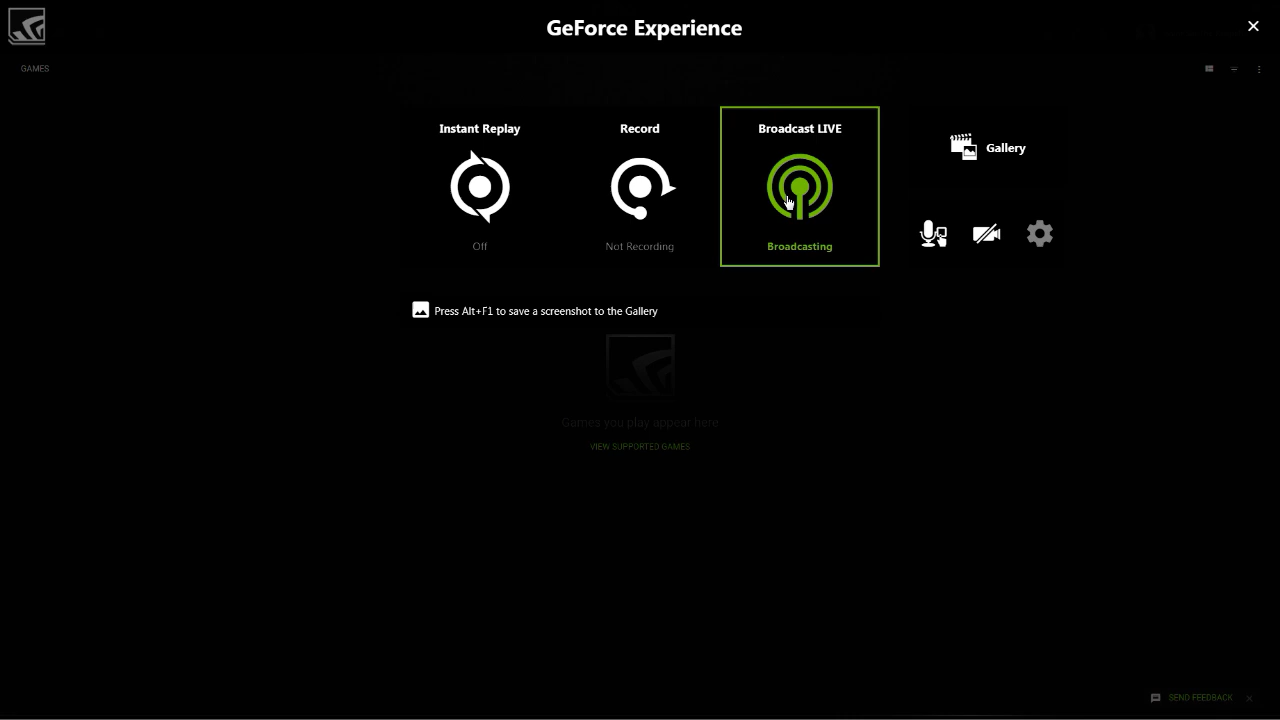 GeForce Experience
GAMES
Instant Replay
Record
Broadcast LIVE
Gallery
Off
Not Recording
Broadcasting
Press Alt+F1 to save a screenshot to the Gallery
Games you play appear here
VIEW SUPPORTED GAMES
SEND FEEDBACK